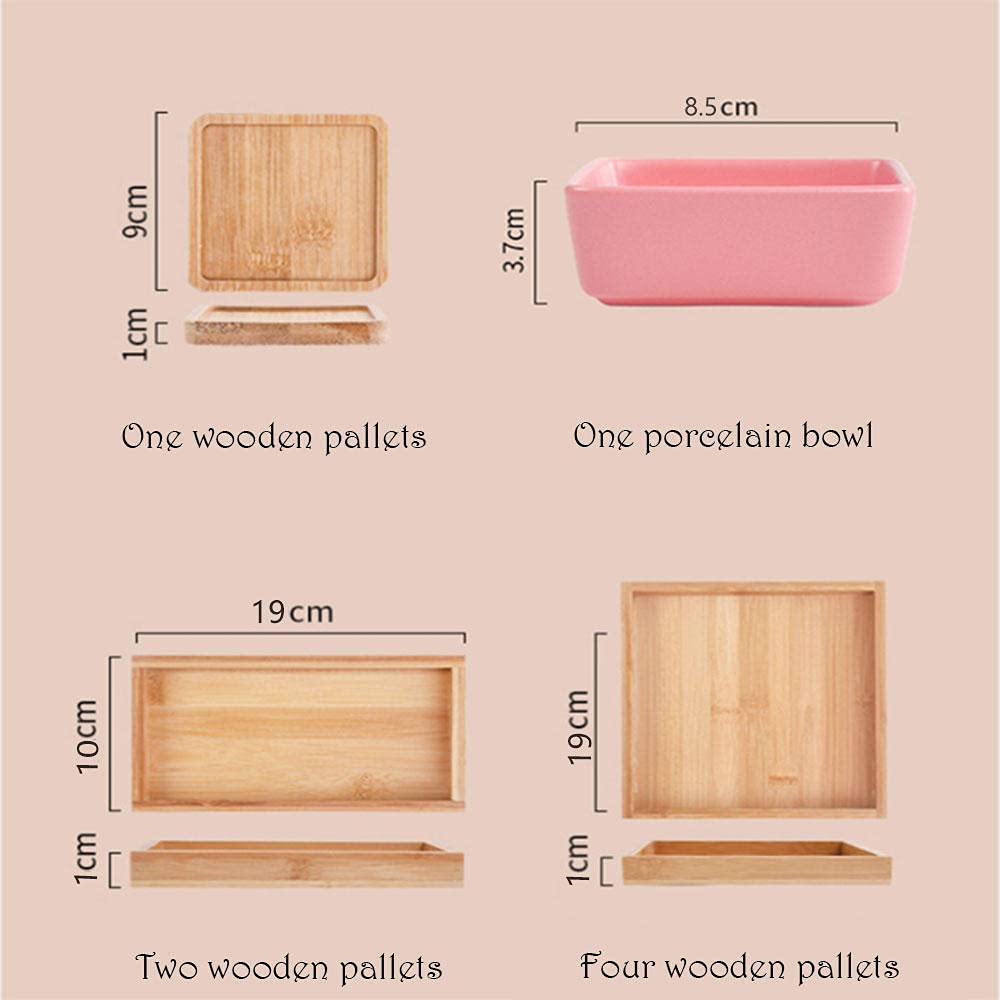 8.5cm
9cm
3.7cm
1cm
One wooden pallets
One porcelain bowl
19cm
10cm
19cm
1cm
1cm
Two wooden pallets
Four wooden pallets